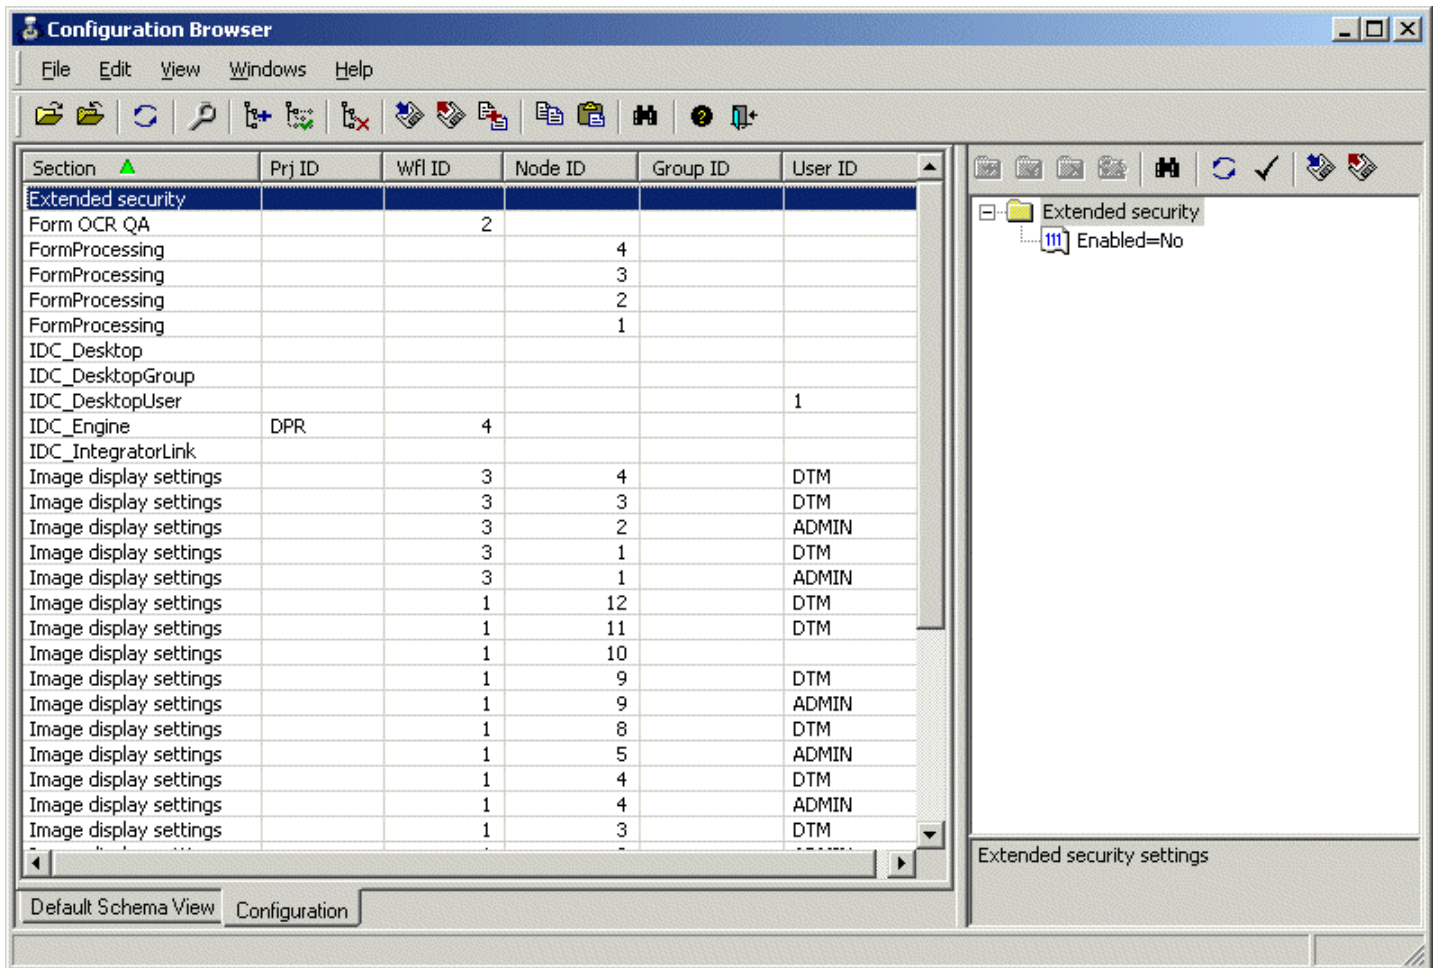 Configuration Browser
File Edit View Windows Help
Section Prj ID Wfl ID Node ID Group ID User ID
Extended security
Form OCR QA 2
FormProcessing 4
FormProcessing 3
FormProcessing 2
FormProcessing 1
IDC_Desktop
IDC_DesktopGroup
IDC_DesktopUser 1
IDC_Engine DPR 4
IDC_IntegratorLink
Image display settings 3 4 DTM
Image display settings 3 3 DTM
Image display settings 3 2 ADMIN
Image display settings 3 1 DTM
Image display settings 3 1 ADMIN
Image display settings 1 12 DTM
Image display settings 1 11 DTM
Image display settings 1 10
Image display settings 1 9 DTM
Image display settings 1 9 ADMIN
Image display settings 1 8 DTM
Image display settings 1 5 ADMIN
Image display settings 1 4 DTM
Image display settings 1 4 ADMIN
Image display settings 1 3 DTM
Default Schema View Configuration
Extended security
111 Enabled=No
Extended security settings